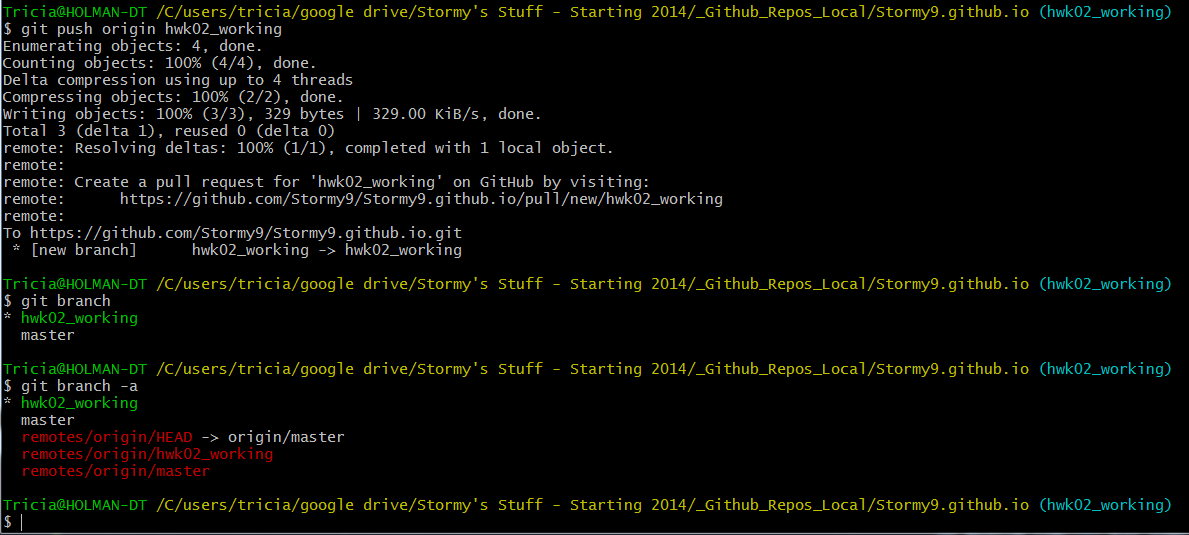 Tricia@HOLMAN-DT /C/users/tricia/google drive/Stormy's Stuff - Starting 2014/_Github_Repos_Local/Stormy9.github.io (hwk02_working)
$ git push origin hwk02_working
Enumerating objects: 4, done.
Counting objects: 100% (4/4), done.
Delta compression using up to 4 threads
Compressing objects: 100% (2/2), done.
Writing objects: 100% (3/3), 329 bytes | 329.00 KiB/s, done.
Total 3 (delta 1), reused 0 (delta 0)
remote: Resolving deltas: 100% (1/1), completed with 1 local object.
remote:
remote: Create a pull request for 'hwk02_working' on GitHub by visiting:
remote:      https://github.com/Stormy9/Stormy9.github.io/pull/new/hwk02_working
remote:
To https://github.com/Stormy9/Stormy9.github.io.git
 * [new branch]      hwk02_working -> hwk02_working
Tricia@HOLMAN-DT /C/users/tricia/google drive/Stormy's Stuff - Starting 2014/_Github_Repos_Local/Stormy9.github.io (hwk02_working)
$ git branch
* hwk02_working
  master
Tricia@HOLMAN-DT /C/users/tricia/google drive/Stormy's Stuff - Starting 2014/_Github_Repos_Local/Stormy9.github.io (hwk02_working)
$ git branch -a
* hwk02_working
  master
  remotes/origin/HEAD -> origin/master
  remotes/origin/hwk02_working
  remotes/origin/master
Tricia@HOLMAN-DT /C/users/tricia/google drive/Stormy's Stuff - Starting 2014/_Github_Repos_Local/Stormy9.github.io (hwk02_working)
$